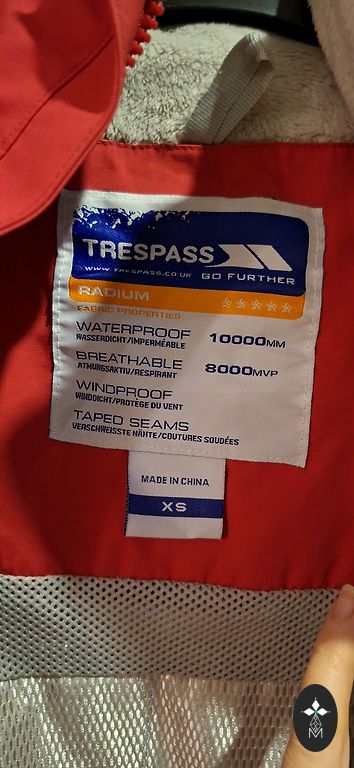 TRESPASS
WWW.TRESPASS.CO.UK GO FURTHER
RADIUM
FABRIC PROPERTIES
WATERPROOF 10000MM
WASSERDICHT/IMPERMÉABLE
BREATHABLE 8000MVP
ATMUNGSAKTIV/RESPIRANT
WINDPROOF
WINDDICHT/PROTÈGE DU VENT
TAPED SEAMS
VERSCHWEISSTE NÄHTE/COUTURES SOUDÉES
MADE IN CHINA
XS
M